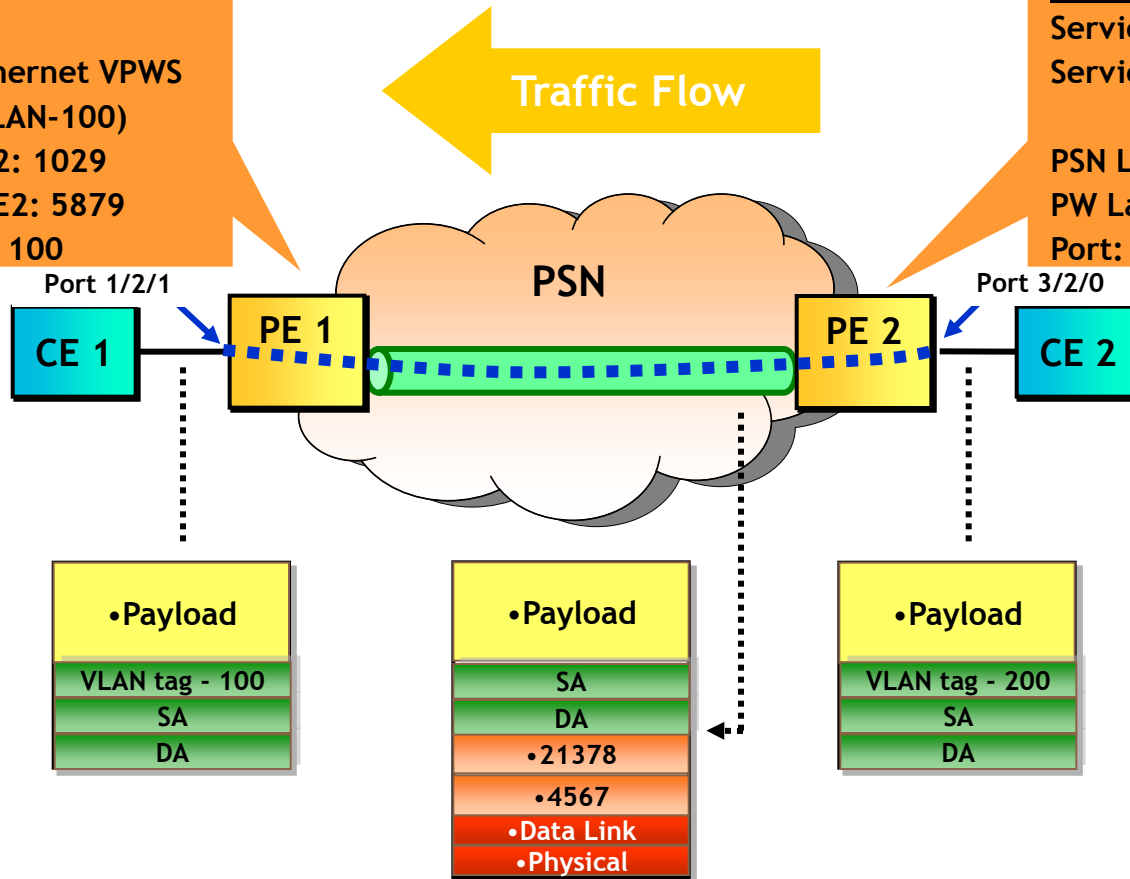 hernet VPWS
LAN-100)
2: 1029
E2: 5879
100
Traffic Flow
Servic
Servic
PSN L
PW La
Port:
Port 1/2/1
PSN
Port 3/2/0
CE 1
PE 1
PE 2
CE 2
•Payload
VLAN tag - 100
SA
DA
•Payload
SA
DA
•21378
•4567
•Data Link
•Physical
•Payload
VLAN tag - 200
SA
DA